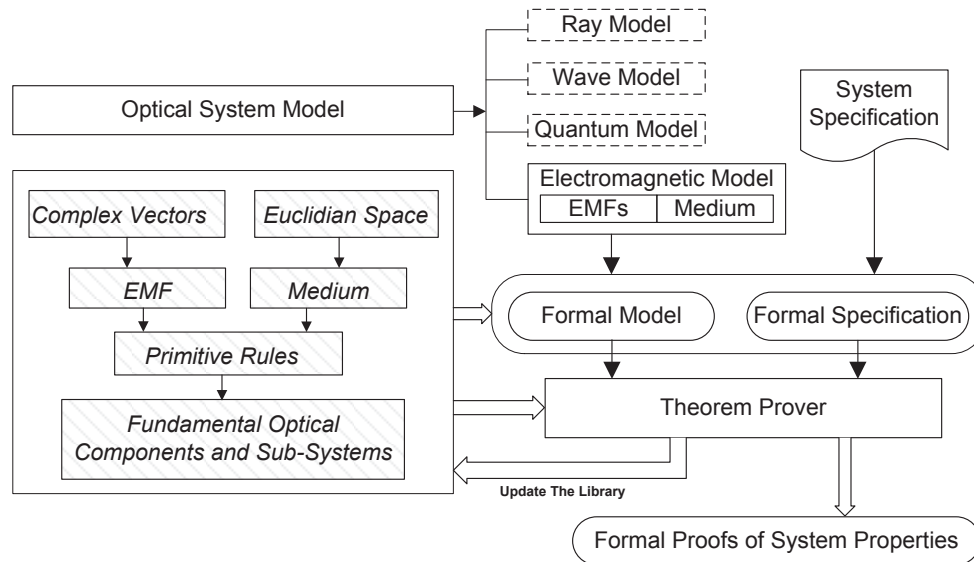 Ray Model
Wave Model
Quantum Model
Optical System Model
System
Specification
Electromagnetic Model
EMFs
Medium
Complex Vectors
Euclidian Space
EMF
Medium
Primitive Rules
Fundamental Optical
Components and Sub-Systems
Formal Model
Formal Specification
Theorem Prover
Update The Library
Formal Proofs of System Properties